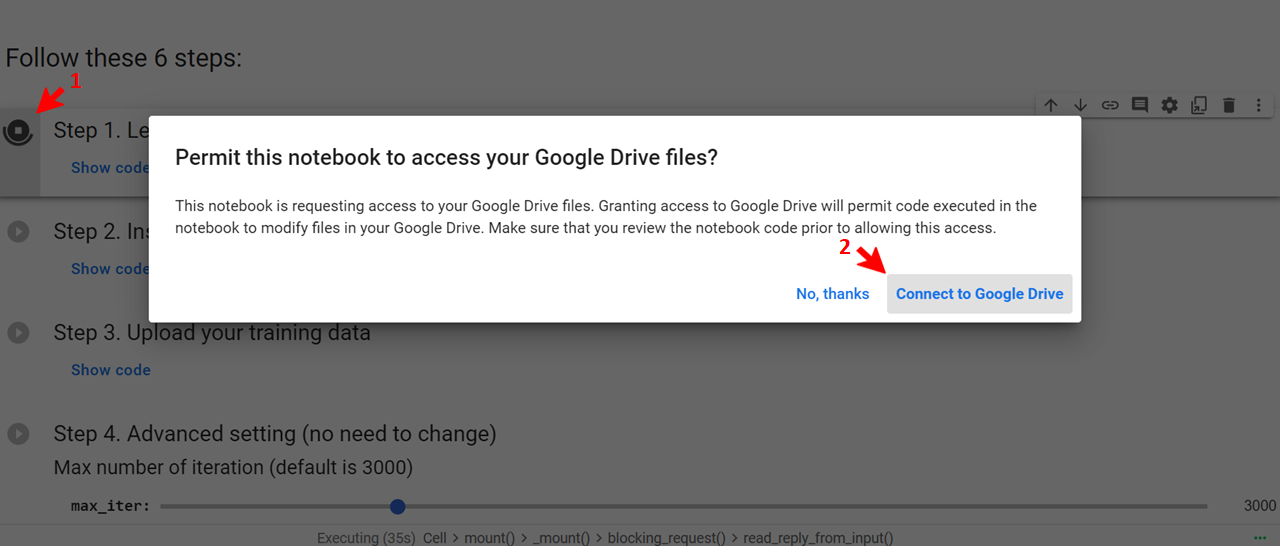 Follow these 6 steps:
1
Step 1. Le
Show code
Permit this notebook to access your Google Drive files?
This notebook is requesting access to your Google Drive files. Granting access to Google Drive will permit code executed in the
notebook to modify files in your Google Drive. Make sure that you review the notebook code prior to allowing this access.
2
No, thanks Connect to Google Drive
Step 2. Ins
Show code
Step 3. Upload your training data
Show code
Step 4. Advanced setting (no need to change)
Max number of iteration (default is 3000)
max_iter: 3000
Executing (35s) Cell > mount() > _mount() > blocking_request() > read_reply_from_input()